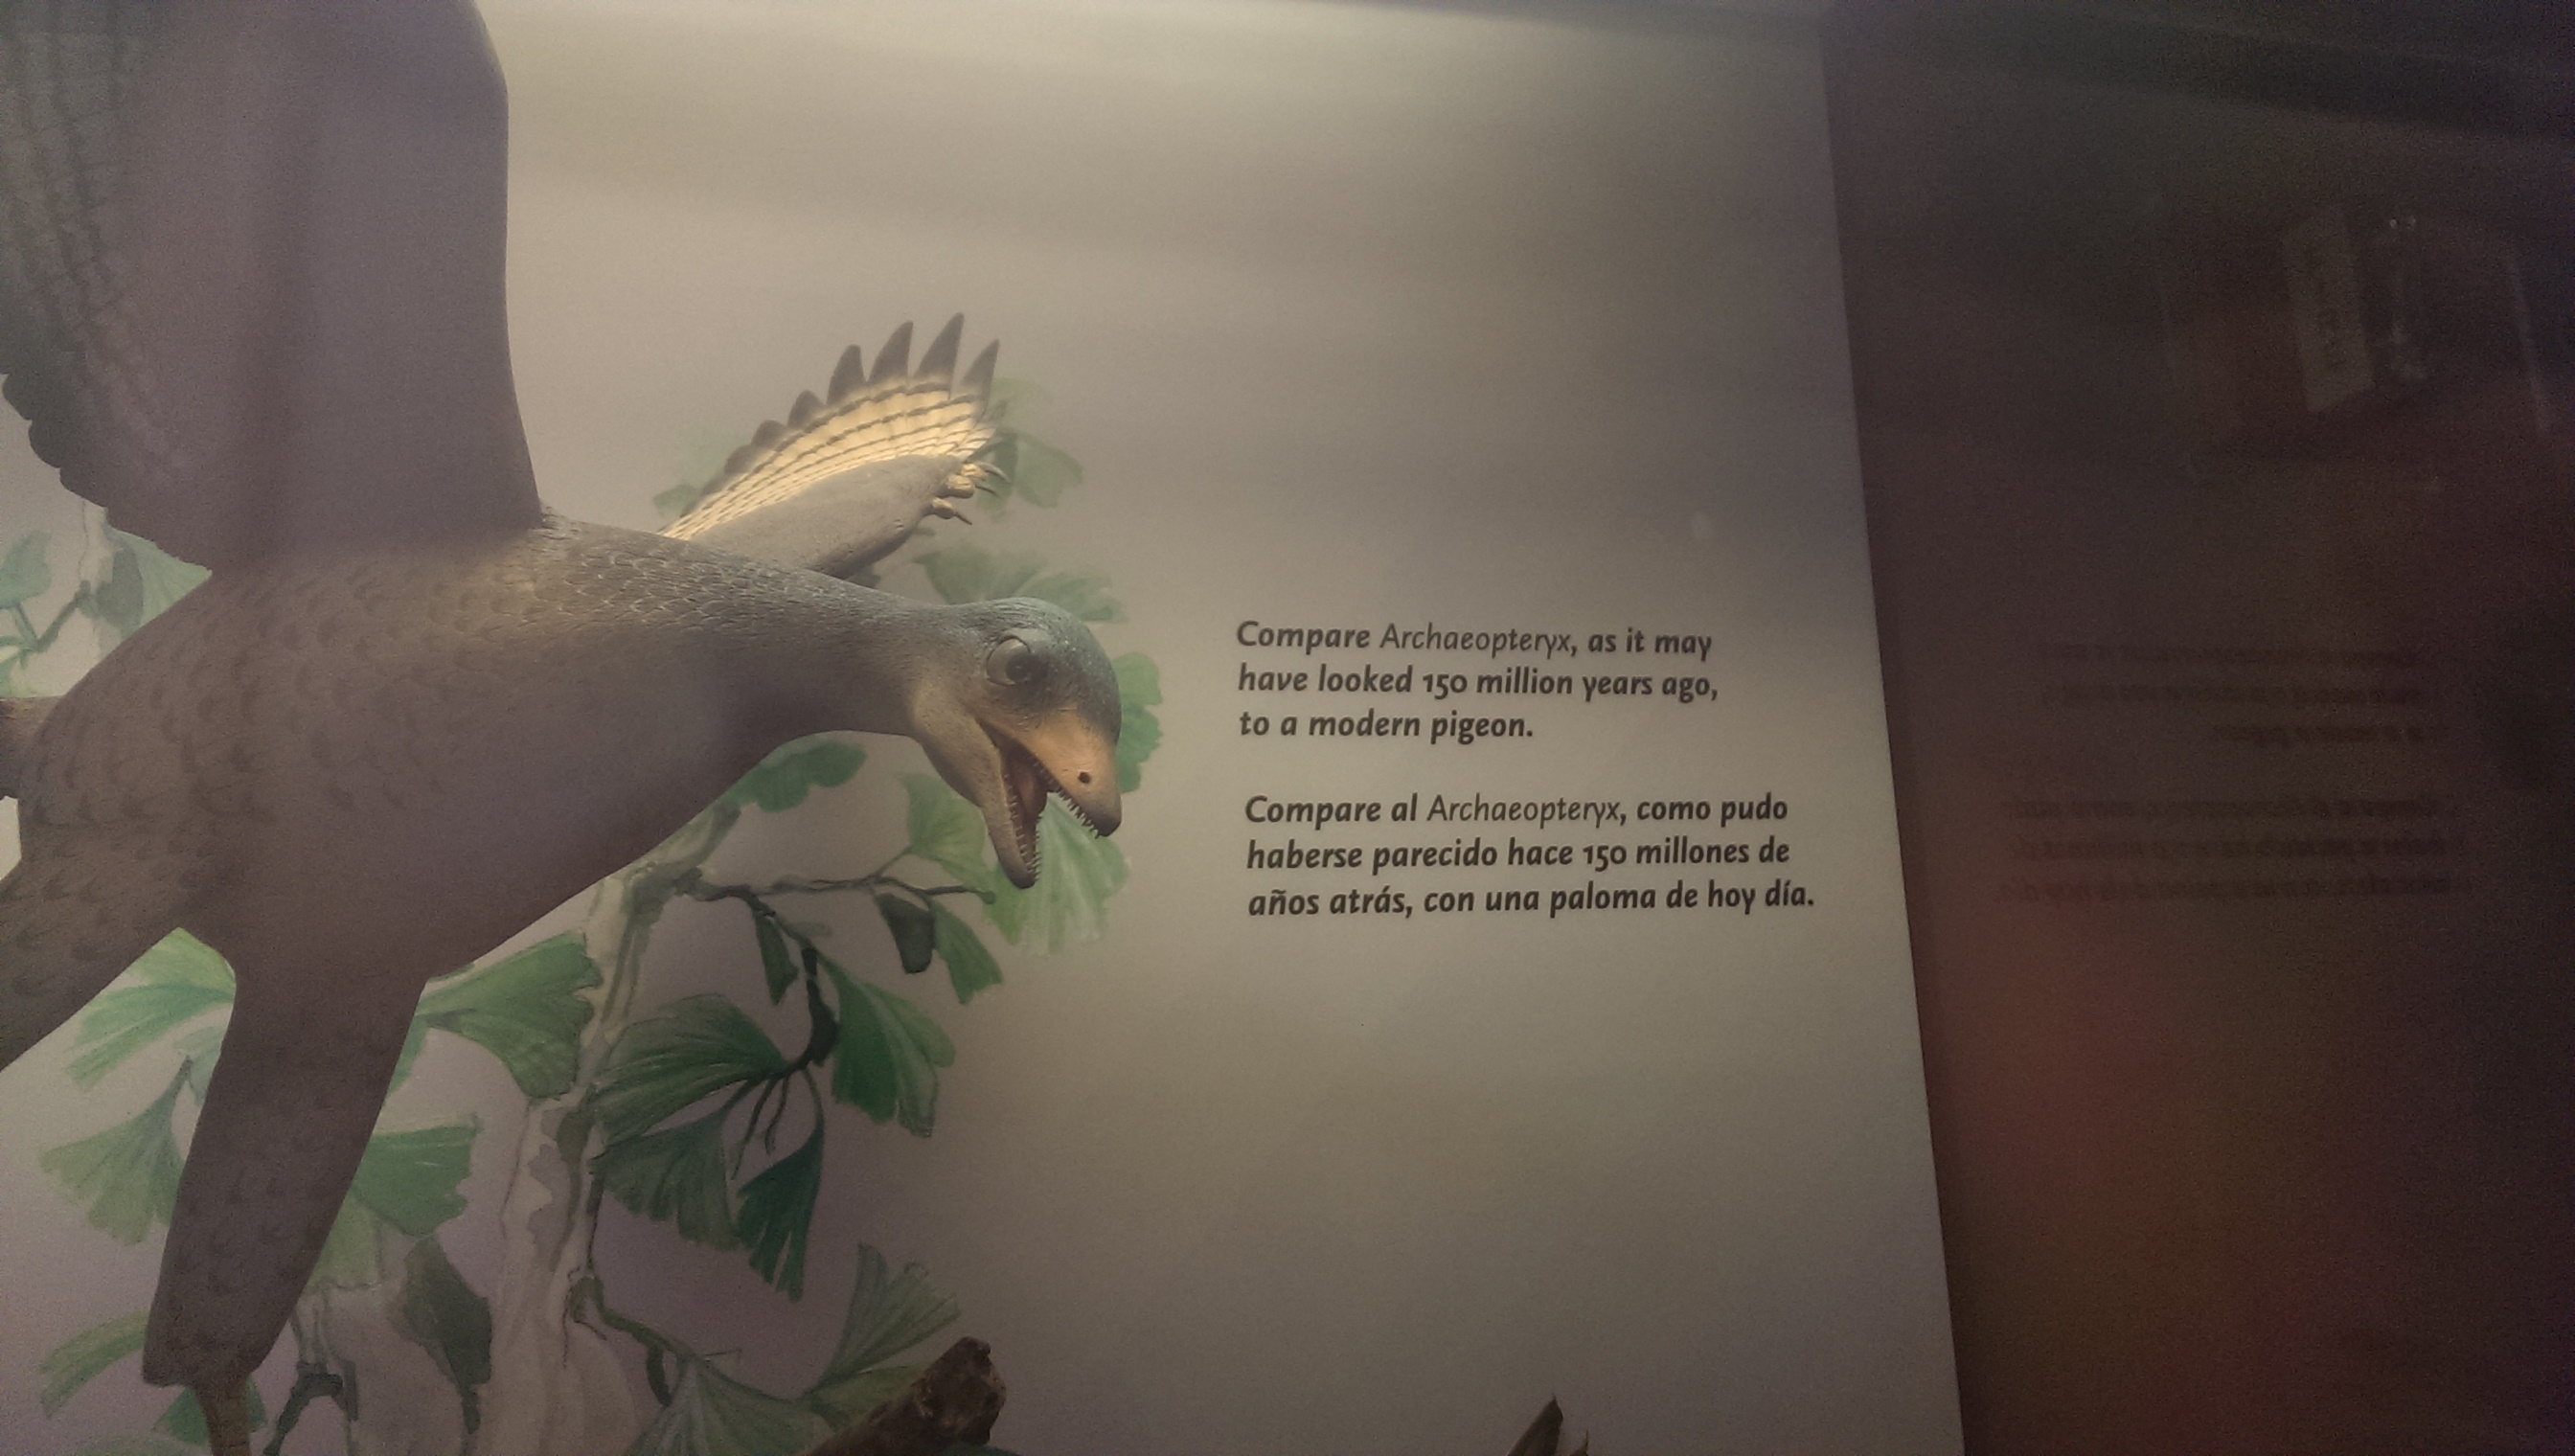 Compare Archaeopteryx, as it may
have looked 150 million years ago,
to a modern pigeon.
Compare al Archaeopteryx, como pudo
haberse parecido hace 150 millones de
años atrás, con una paloma de hoy día.